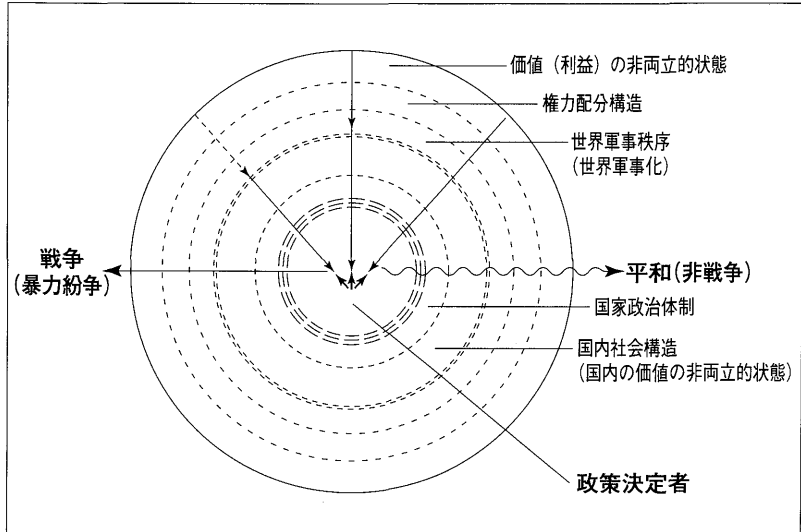 価値（利益）の非両立的状態
権力配分構造
世界軍事秩序
(世界軍事化)
戦争
(暴力紛争)
平和(非戦争)
国家政治体制
国内社会構造
(国内の価値の非両立的状態)
政策決定者